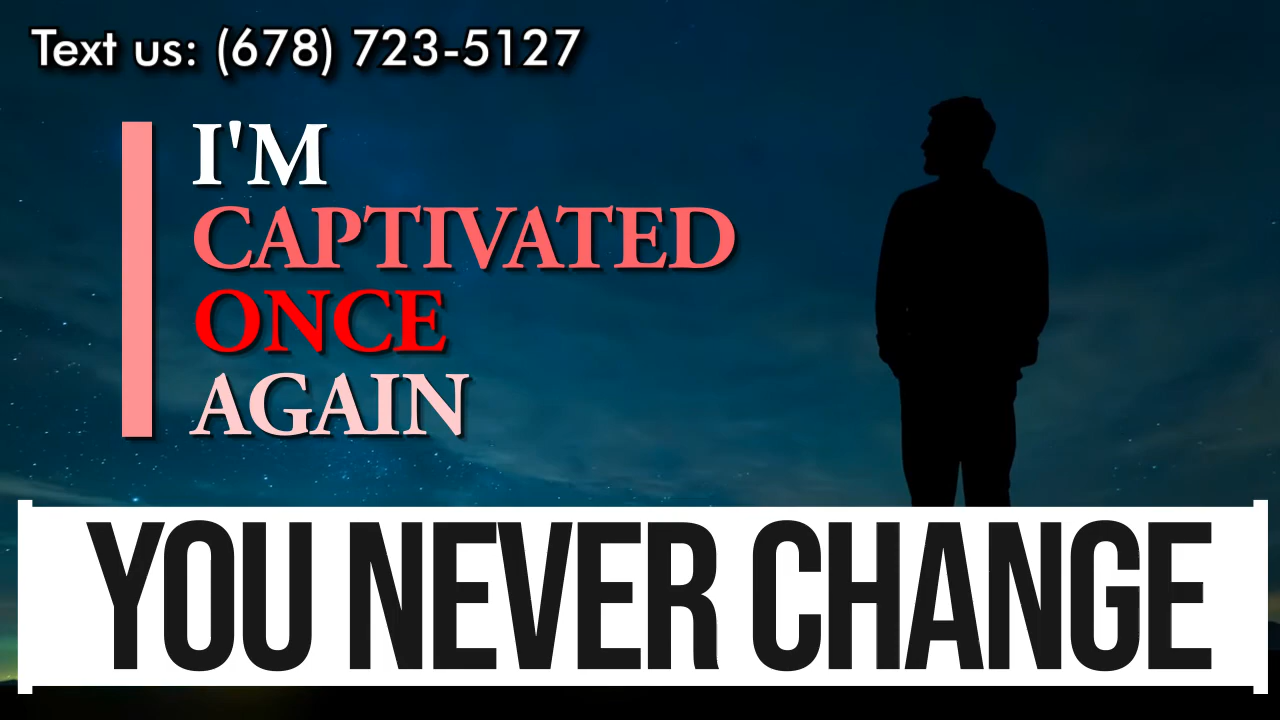 Text us: (678) 723-5127
I'M
CAPTIVATED
ONCE
AGAIN
YOU NEVER CHANGE